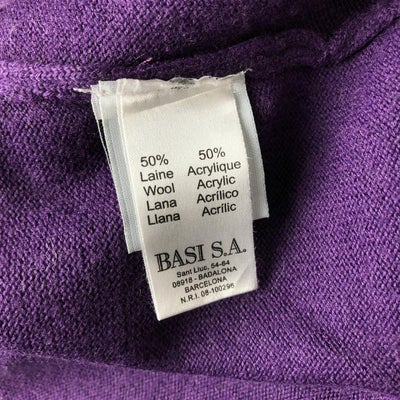 50% 50%
Laine Acrylique
Wool Acrylic
Lana Acrílico
Llana Acrílic
BASI S.A.
Sant Lluc, 54-64
08918 - BADALONA
BARCELONA
N.R.I. 08-100296